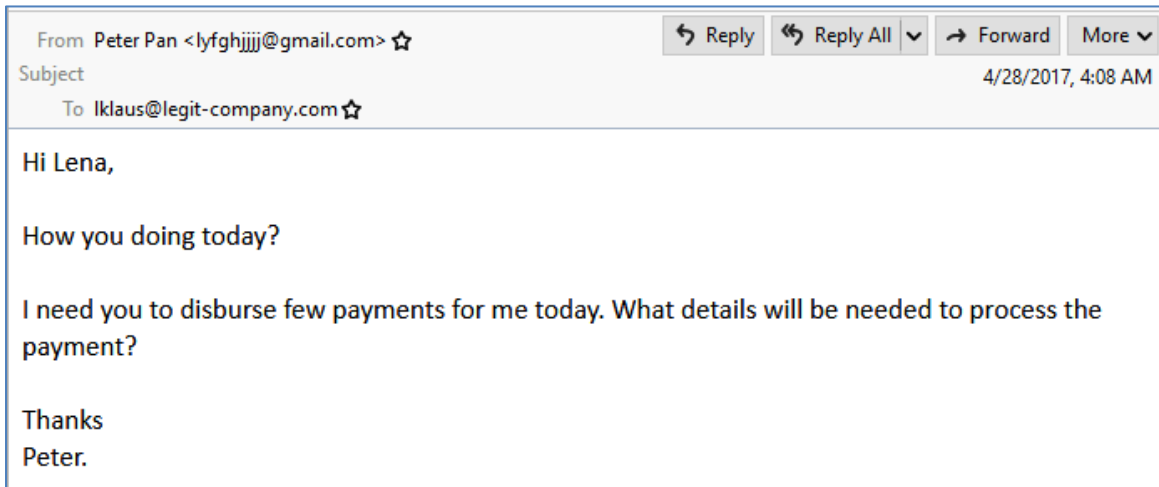 From Peter Pan <lyfghjjjj@gmail.com>
Reply Reply All Forward More
Subject
4/28/2017, 4:08 AM
To lklaus@legit-company.com
Hi Lena,
How you doing today?
I need you to disburse few payments for me today. What details will be needed to process the
payment?
Thanks
Peter.